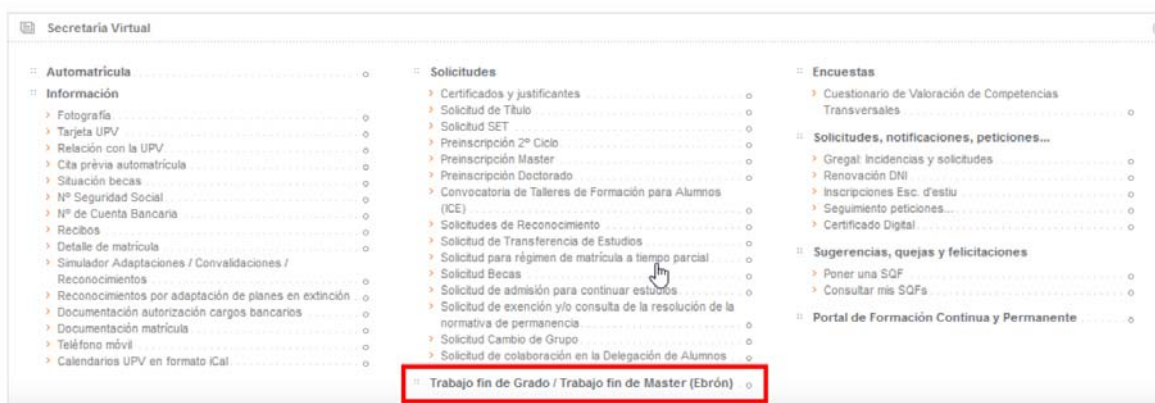 Secretaría Virtual
Automatrícula
Información
Fotografía
Tarjeta UPV
Relación con la UPV
Cita prèvia automatrícula
Situación becas
Nº Seguridad Social
Nº de Cuenta Bancaria
Recibos
Detalle de matrícula
Simulador Adaptaciones / Convalidaciones /
Reconocimientos
Reconocimientos por adaptación de planes en extinción
Documentación autorización cargos bancarios
Documentación matrícula
Teléfono móvil
Calendarios UPV en formato iCal
Solicitudes
Certificados y justificantes
Solicitud de Título
Solicitud SET
Preinscripción 2º Ciclo
Preinscripción Master
Preinscripción Doctorado
Convocatoria de Talleres de Formación para Alumnos
(ICE)
Solicitudes de Reconocimiento
Solicitud de Transferencia de Estudios
Solicitud para régimen de matrícula a tiempo parcial
Solicitud Becas
Solicitud de admisión para continuar estudios
Solicitud de exención y/o consulta de la resolución de la
normativa de permanencia
Solicitud Cambio de Grupo
Solicitud de colaboración en la Delegación de Alumnos
Trabajo fin de Grado / Trabajo fin de Master (Ebrón)
Encuestas
Cuestionario de Valoración de Competencias
Transversales
Solicitudes, notificaciones, peticiones...
Gregal: Incidencias y solicitudes
Renovación DNI
Inscripciones Esc. d'estiu
Seguimiento peticiones...
Certificado Digital
Sugerencias, quejas y felicitaciones
Poner una SQF
Consultar mis SQFs
Portal de Formación Continua y Permanente